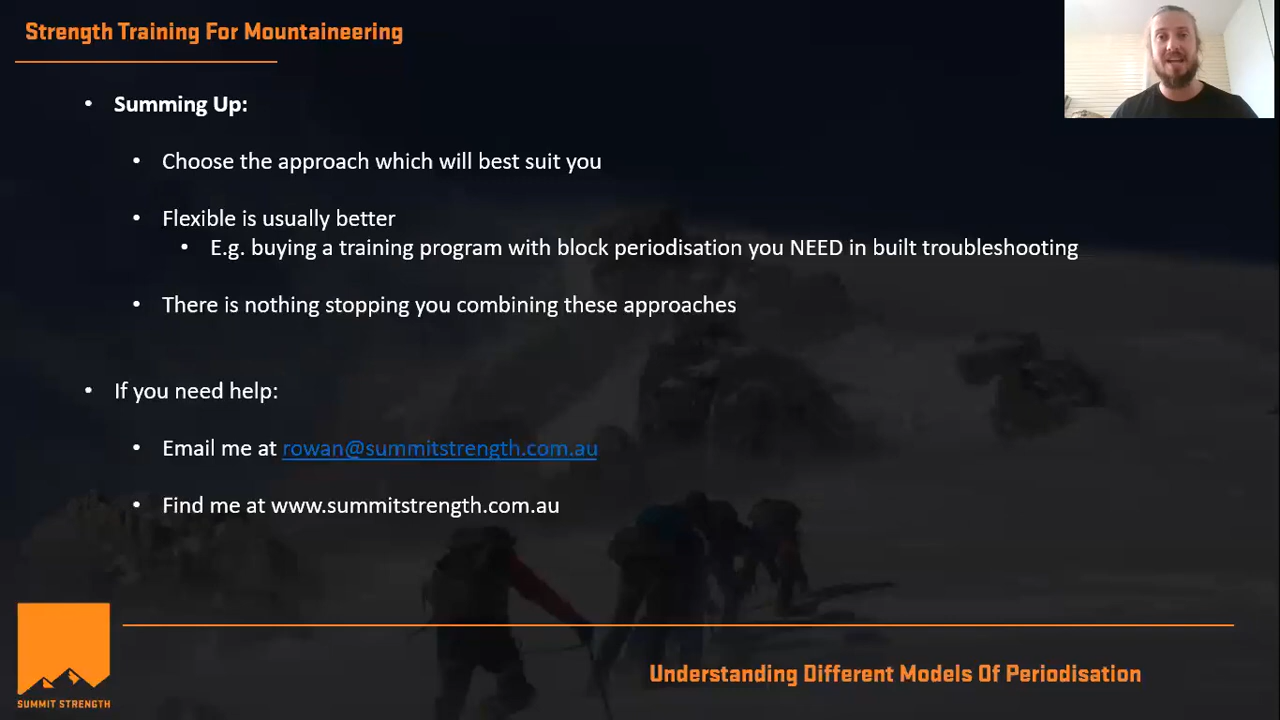 Strength Training For Mountaineering
• Summing Up:
• Choose the approach which will best suit you
• Flexible is usually better
• E.g. buying a training program with block periodisation you NEED in built troubleshooting
• There is nothing stopping you combining these approaches
• If you need help:
• Email me at rowan@summitstrength.com.au
• Find me at www.summitstrength.com.au
SUMMIT STRENGTH
Understanding Different Models Of Periodisation